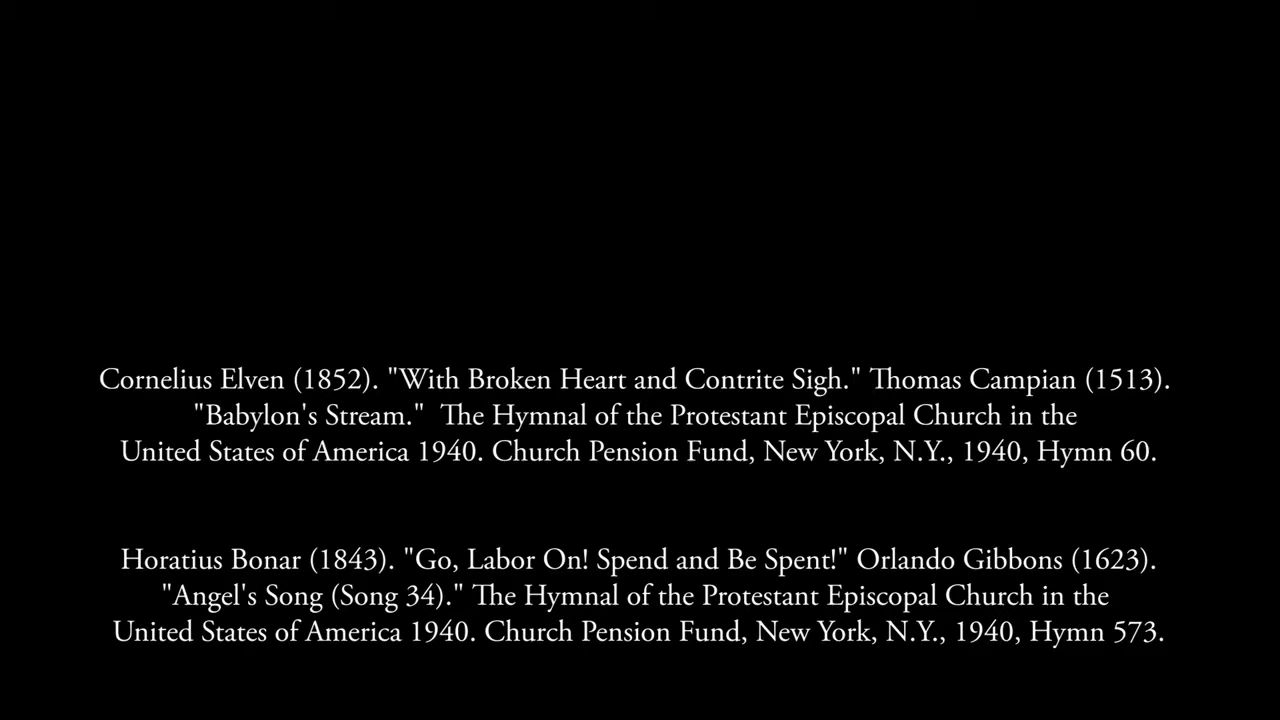 Cornelius Elven (1852). "With Broken Heart and Contrite Sigh." Thomas Campian (1513).
"Babylon's Stream."  The Hymnal of the Protestant Episcopal Church in the
United States of America 1940. Church Pension Fund, New York, N.Y., 1940, Hymn 60.
Horatius Bonar (1843). "Go, Labor On! Spend and Be Spent!" Orlando Gibbons (1623).
"Angel's Song (Song 34)." The Hymnal of the Protestant Episcopal Church in the
United States of America 1940. Church Pension Fund, New York, N.Y., 1940, Hymn 573.